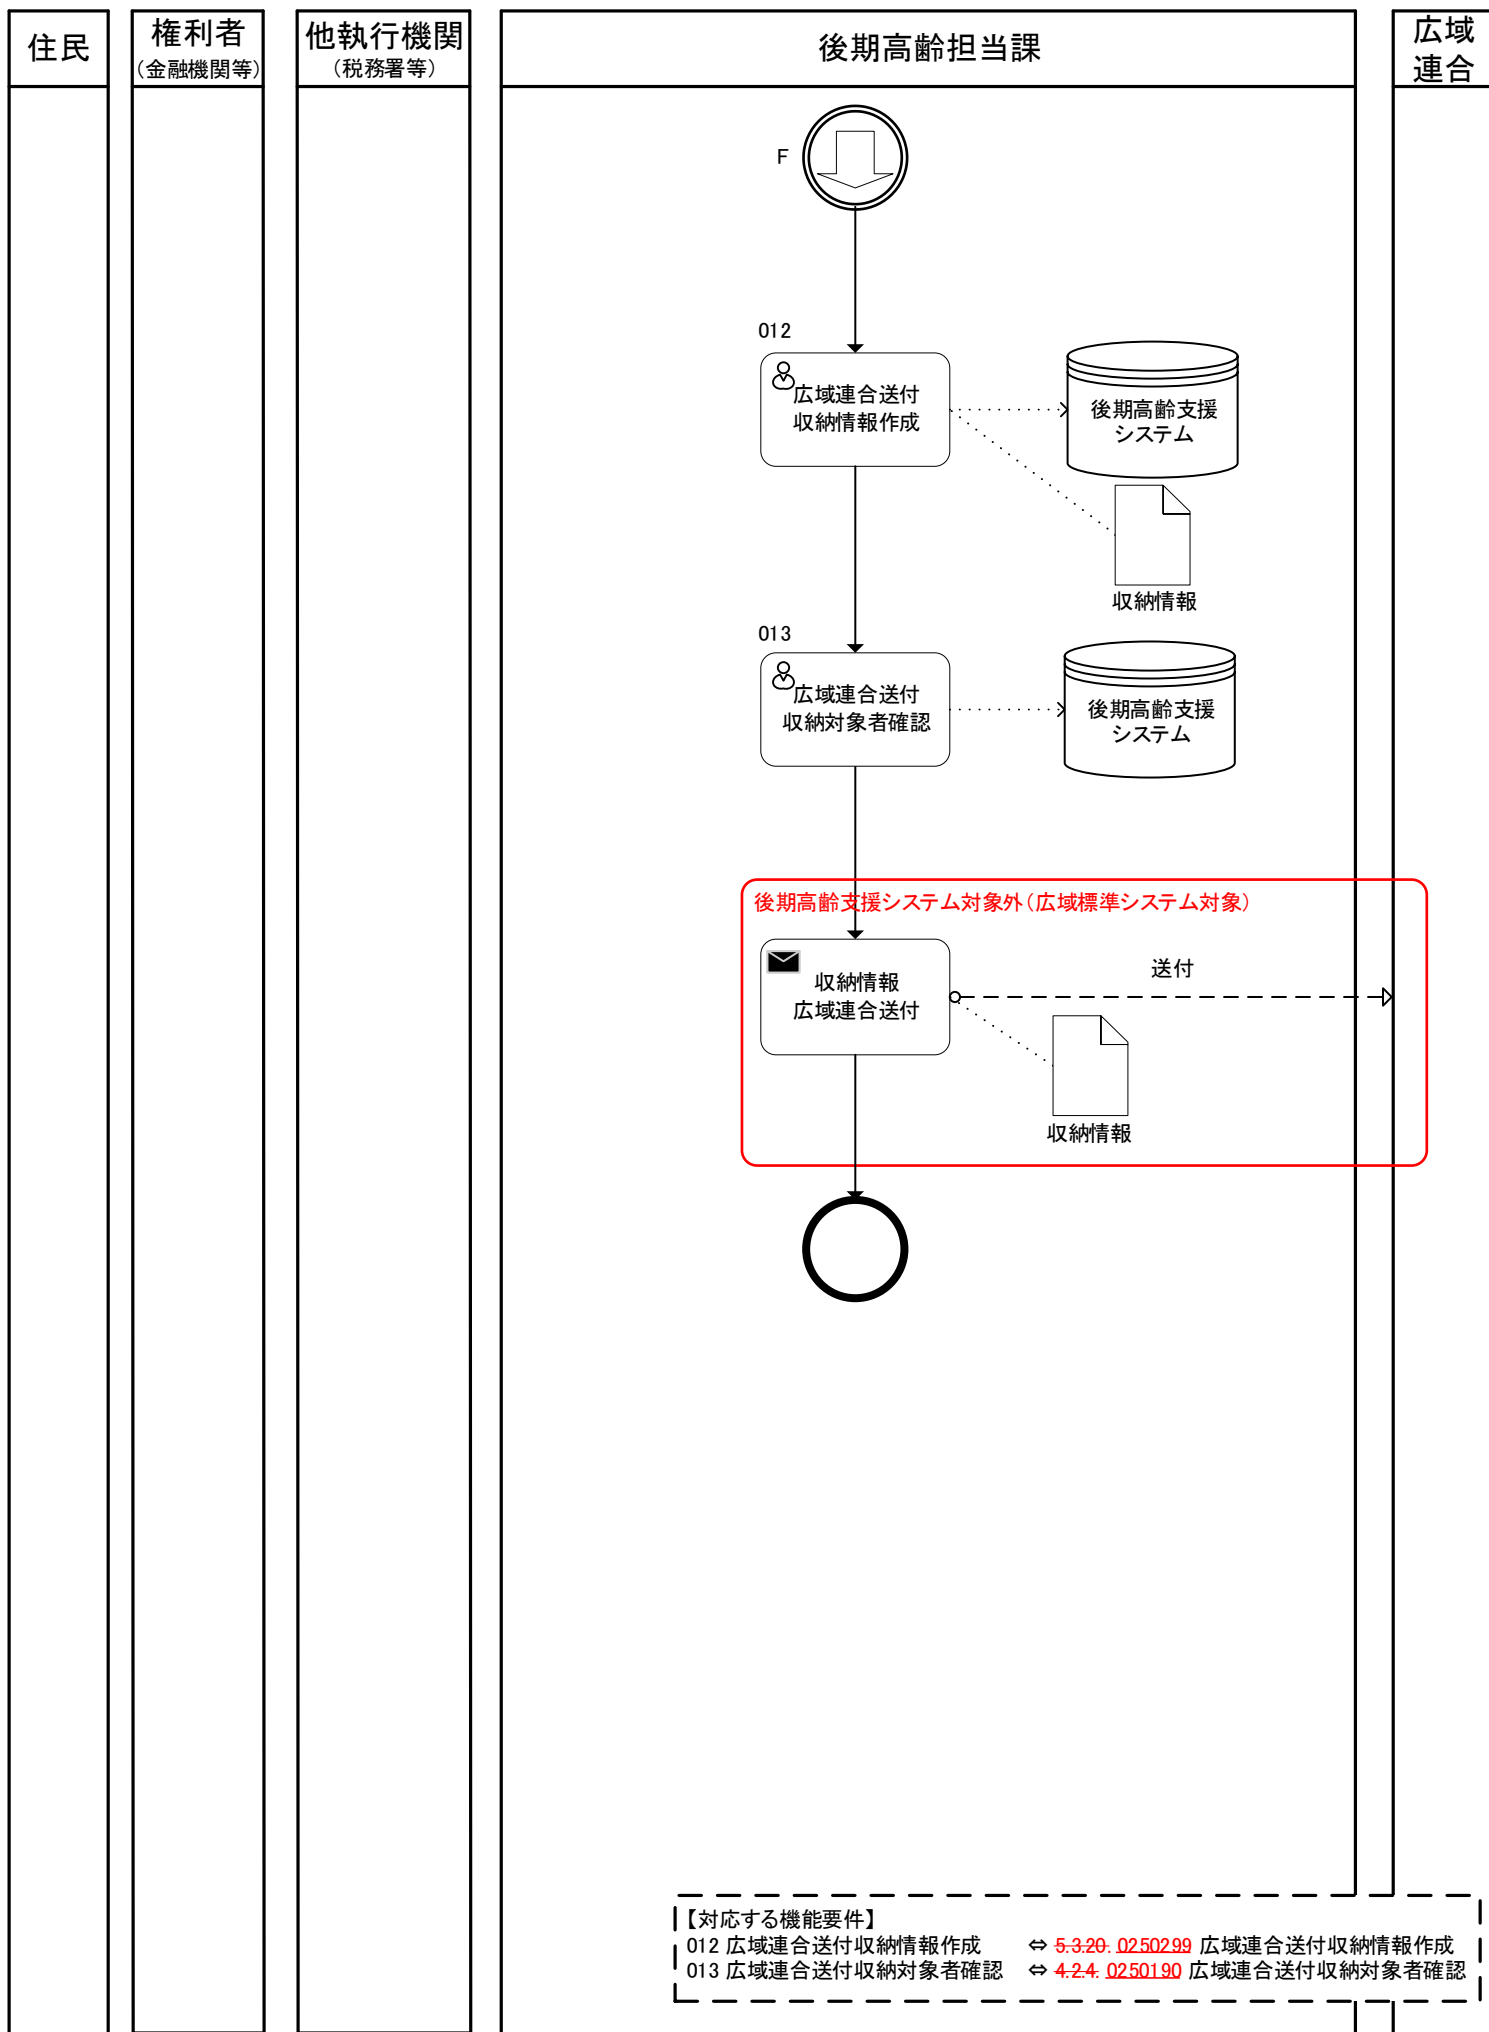 住民
権利者
（金融機関等）
他執行機関
（税務署等）
後期高齢担当課
広域
連合
F
012
広域連合送付
収納情報作成
後期高齢支援
システム
収納情報
013
広域連合送付
収納対象者確認
後期高齢支援
システム
後期高齢支援システム対象外（広域標準システム対象）
収納情報
広域連合送付
送付
収納情報
【対応する機能要件】
012 広域連合送付収納情報作成 ⇔ 5.3.20. 0250299 広域連合送付収納情報作成
013 広域連合送付収納対象者確認 ⇔ 4.2.4. 0250190 広域連合送付収納対象者確認